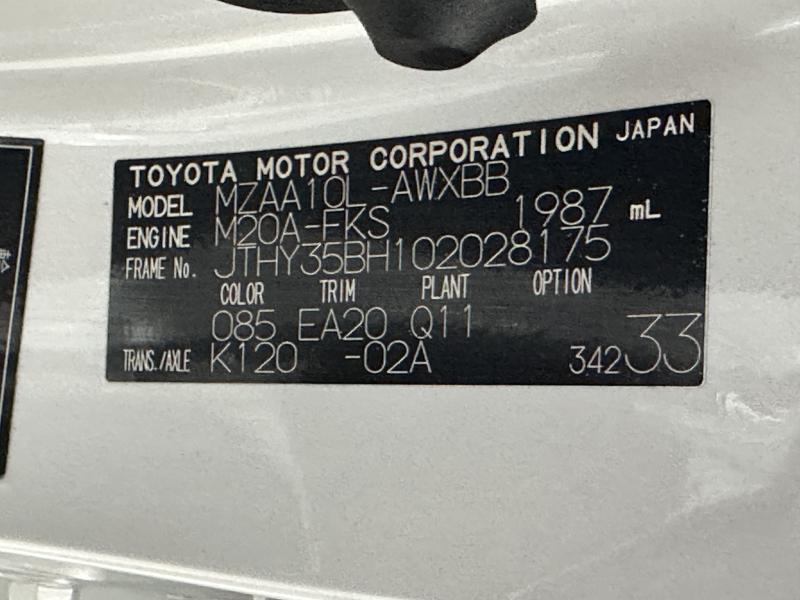 TOYOTA MOTOR CORPORATION JAPAN
MODEL MZAA10L-AWXBB
ENGINE M20A-FKS 1987 mL
FRAME No. JTHY35BH102028175
COLOR TRIM PLANT OPTION
085 EA20 Q11
TRANS./AXLE K120 -02A 342 33